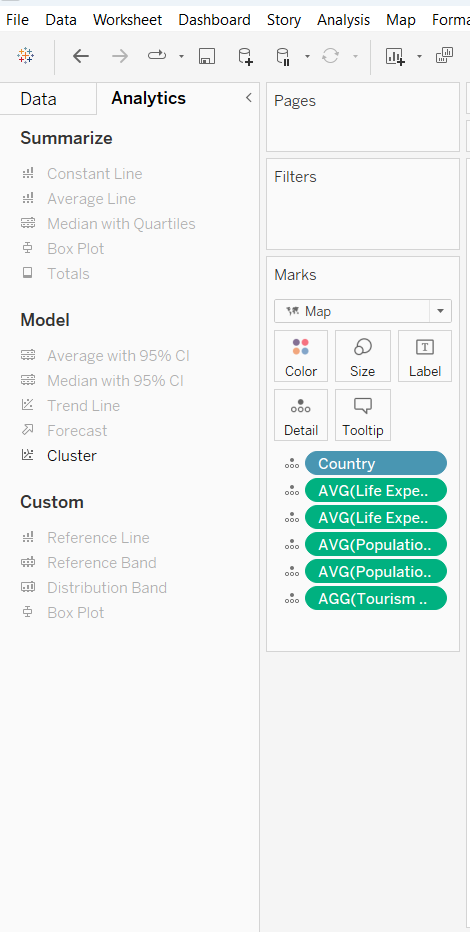 File Data Worksheet Dashboard Story Analysis Map Forma
Data Analytics
Summarize
Constant Line
Average Line
Median with Quartiles
Box Plot
Totals
Model
Average with 95% CI
Median with 95% CI
Trend Line
Forecast
Cluster
Custom
Reference Line
Reference Band
Distribution Band
Box Plot
Pages
Filters
Marks
Map
Color Size Label
T
Detail Tooltip
Country
AVG(Life Expe..
AVG(Life Expe..
AVG(Populatio..
AVG(Populatio..
AGG(Tourism ..